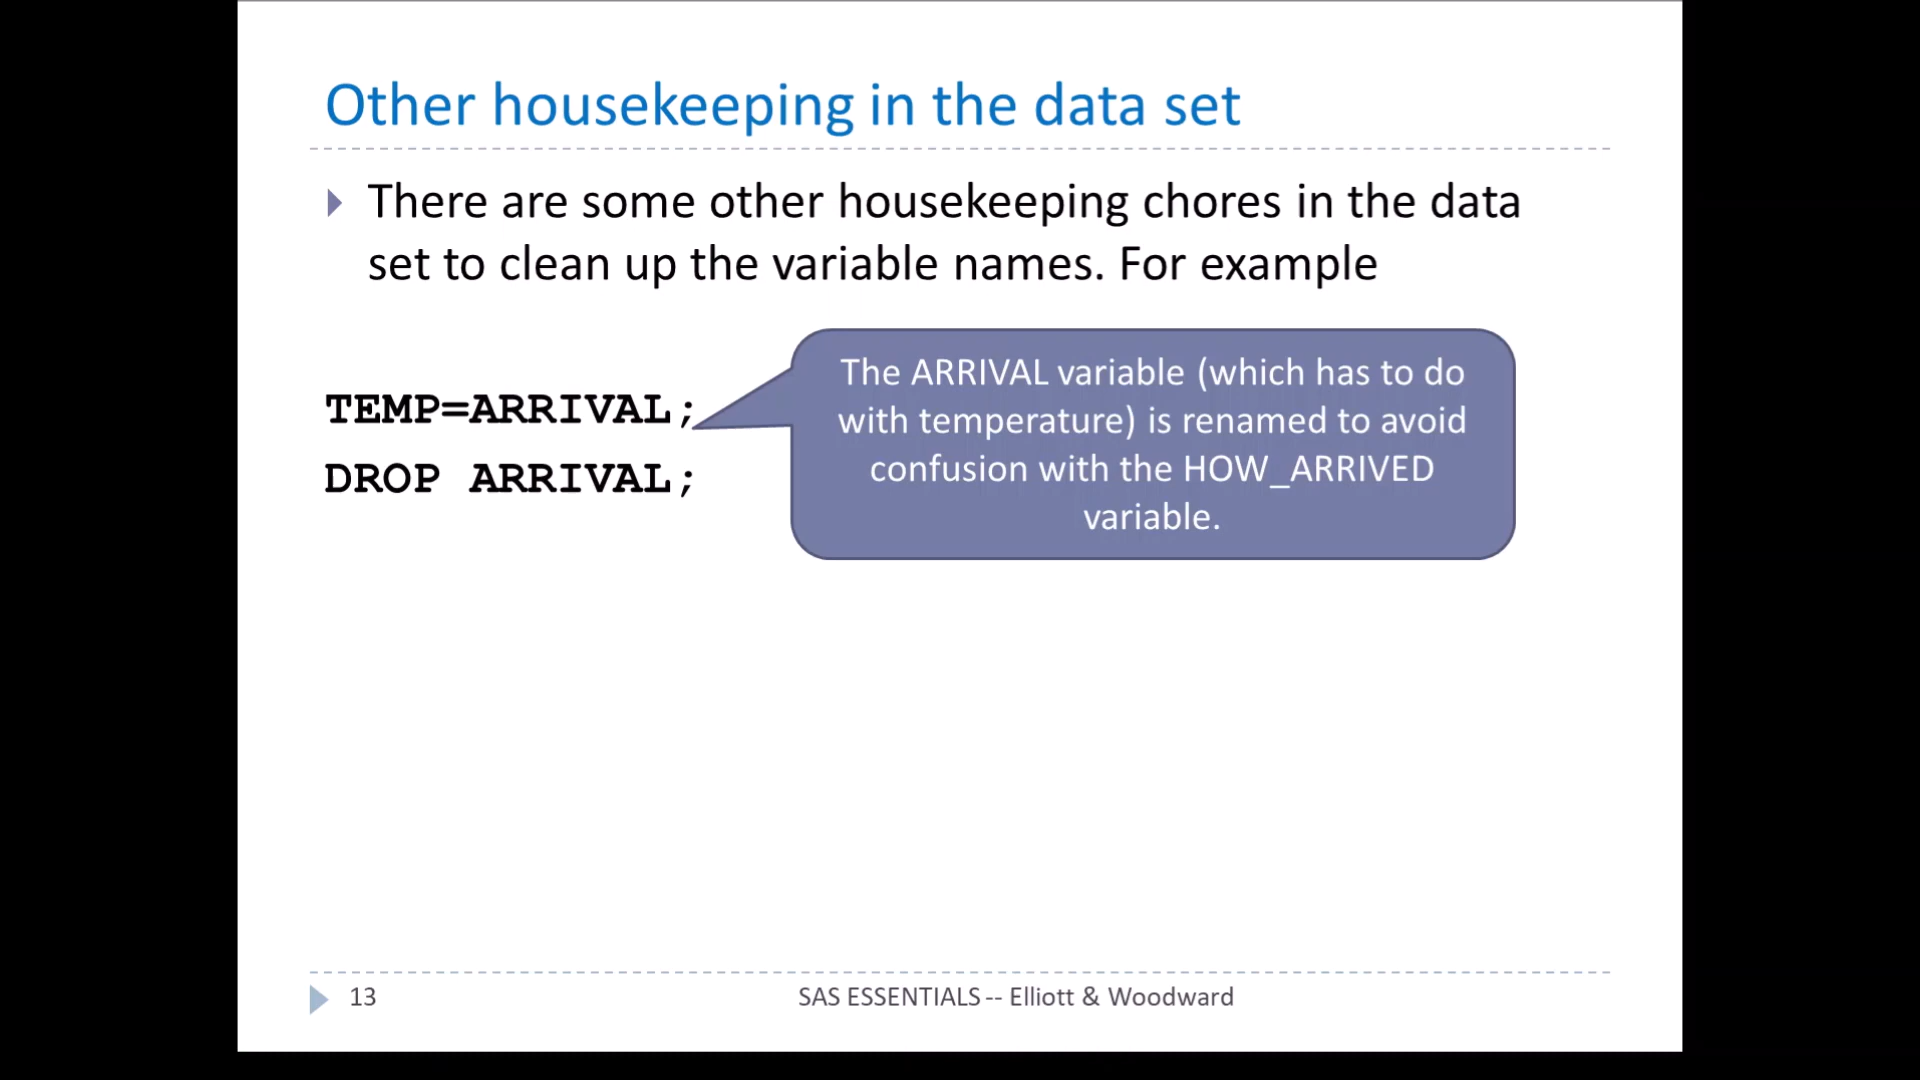 Other housekeeping in the data set
There are some other housekeeping chores in the data
set to clean up the variable names. For example
TEMP=ARRIVAL;
DROP ARRIVAL;
The ARRIVAL variable (which has to do
with temperature) is renamed to avoid
confusion with the HOW_ARRIVED
variable.
13
SAS ESSENTIALS -- Elliott & Woodward